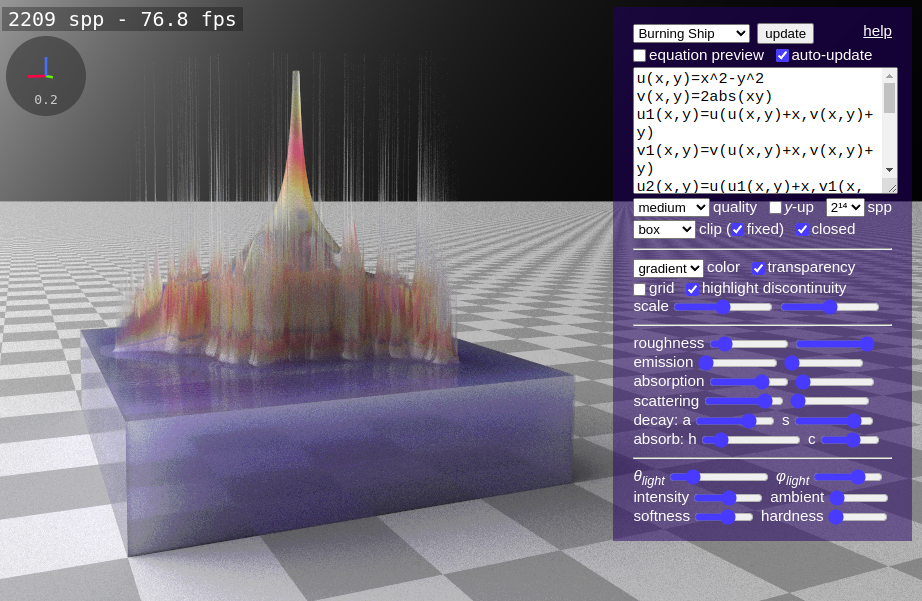 2209 spp - 76.8 fps
0.2
Burning Ship update help
equation preview auto-update
u(x,y)=x^2-y^2
v(x,y)=2abs(xy)
u1(x,y)=u(u(x,y)+x,v(x,y)+
y)
v1(x,y)=v(u(x,y)+x,v(x,y)+
y)
u2(x,y)=u(u1(x,y)+x,v1(x,
medium quality y-up 2¹⁴ spp
box clip (fixed) closed
gradient color transparency
grid highlight discontinuity
scale
roughness
emission
absorption
scattering
decay: a s
absorb: h c
θlight φlight
intensity ambient
softness hardness